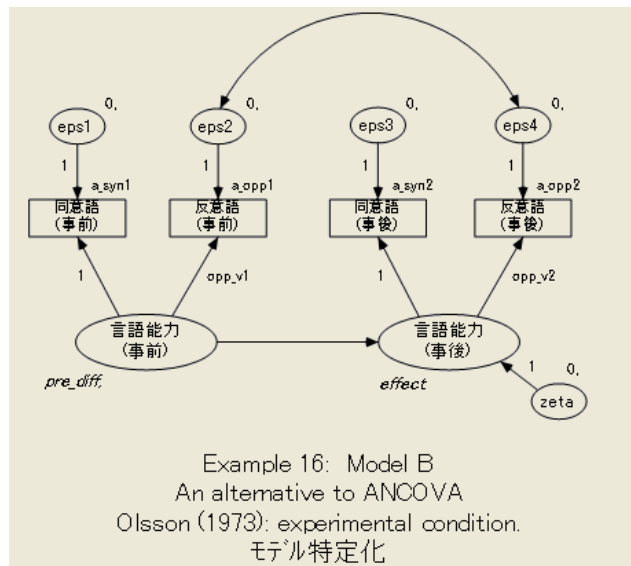 0,
0,
0,
0,
eps1
eps2
eps3
eps4
1
1
1
1
a_syn1
a_opp1
a_syn2
a_opp2
同意語
(事前)
反意語
(事前)
同意語
(事後)
反意語
(事後)
1
opp_v1
1
opp_v2
言語能力
(事前)
言語能力
(事後)
pre_diff,
effect
1
0,
zeta
Example 16: Model B
An alternative to ANCOVA
Olsson (1973): experimental condition.
モデル特定化